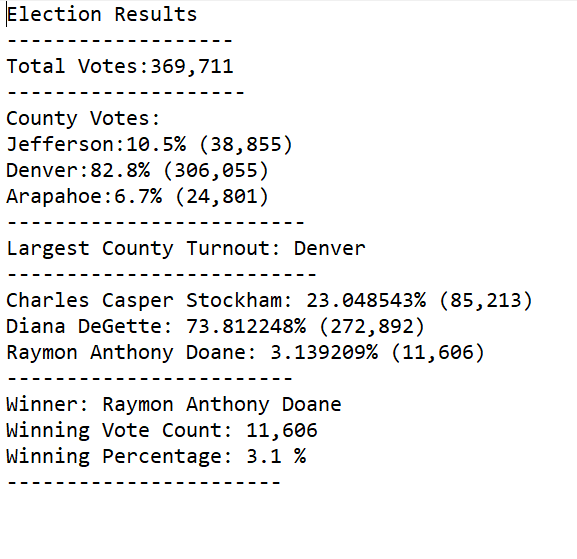 Election Results
-------------------
Total Votes:369,711
--------------------
County Votes:
Jefferson:10.5% (38,855)
Denver:82.8% (306,055)
Arapahoe:6.7% (24,801)
-------------------------
Largest County Turnout: Denver
--------------------------
Charles Casper Stockham: 23.048543% (85,213)
Diana DeGette: 73.812248% (272,892)
Raymon Anthony Doane: 3.139209% (11,606)
------------------------
Winner: Raymon Anthony Doane
Winning Vote Count: 11,606
Winning Percentage: 3.1 %
-----------------------